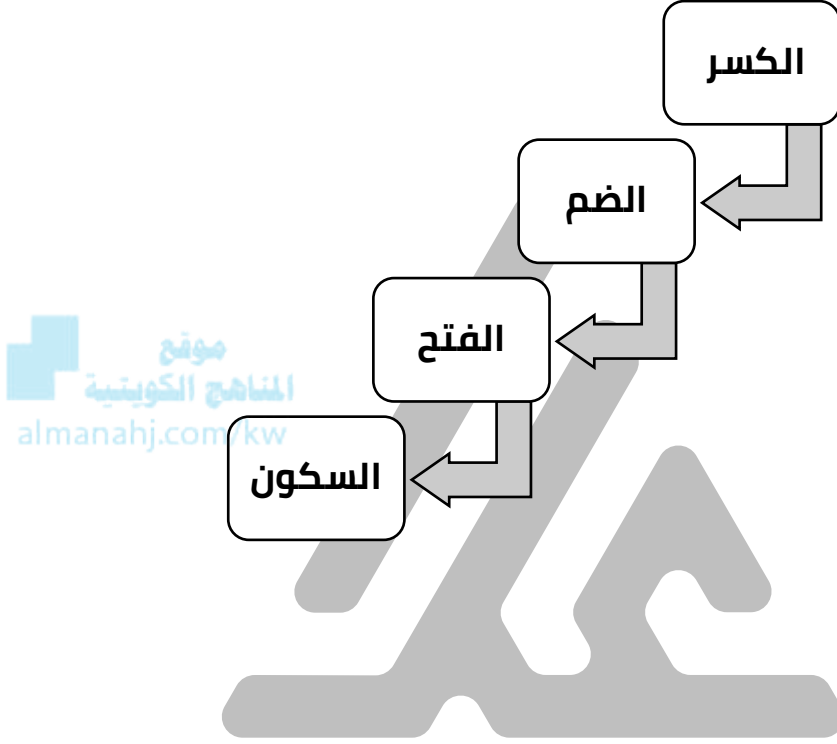 الكسر
الضم
الفتح
موقع
المناهج الكويتية
almanahj.com/kw
السكون